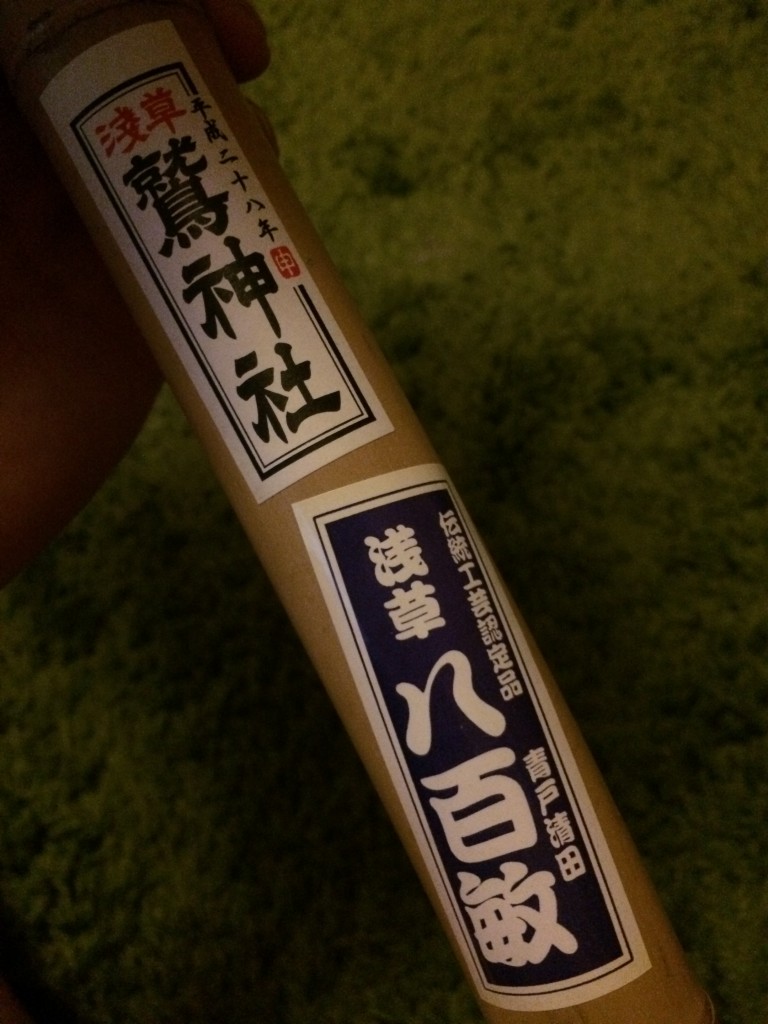 浅草
鷲神社
平成二十八年
申
伝統工芸認定品
浅草
八百敏
青戸濱田